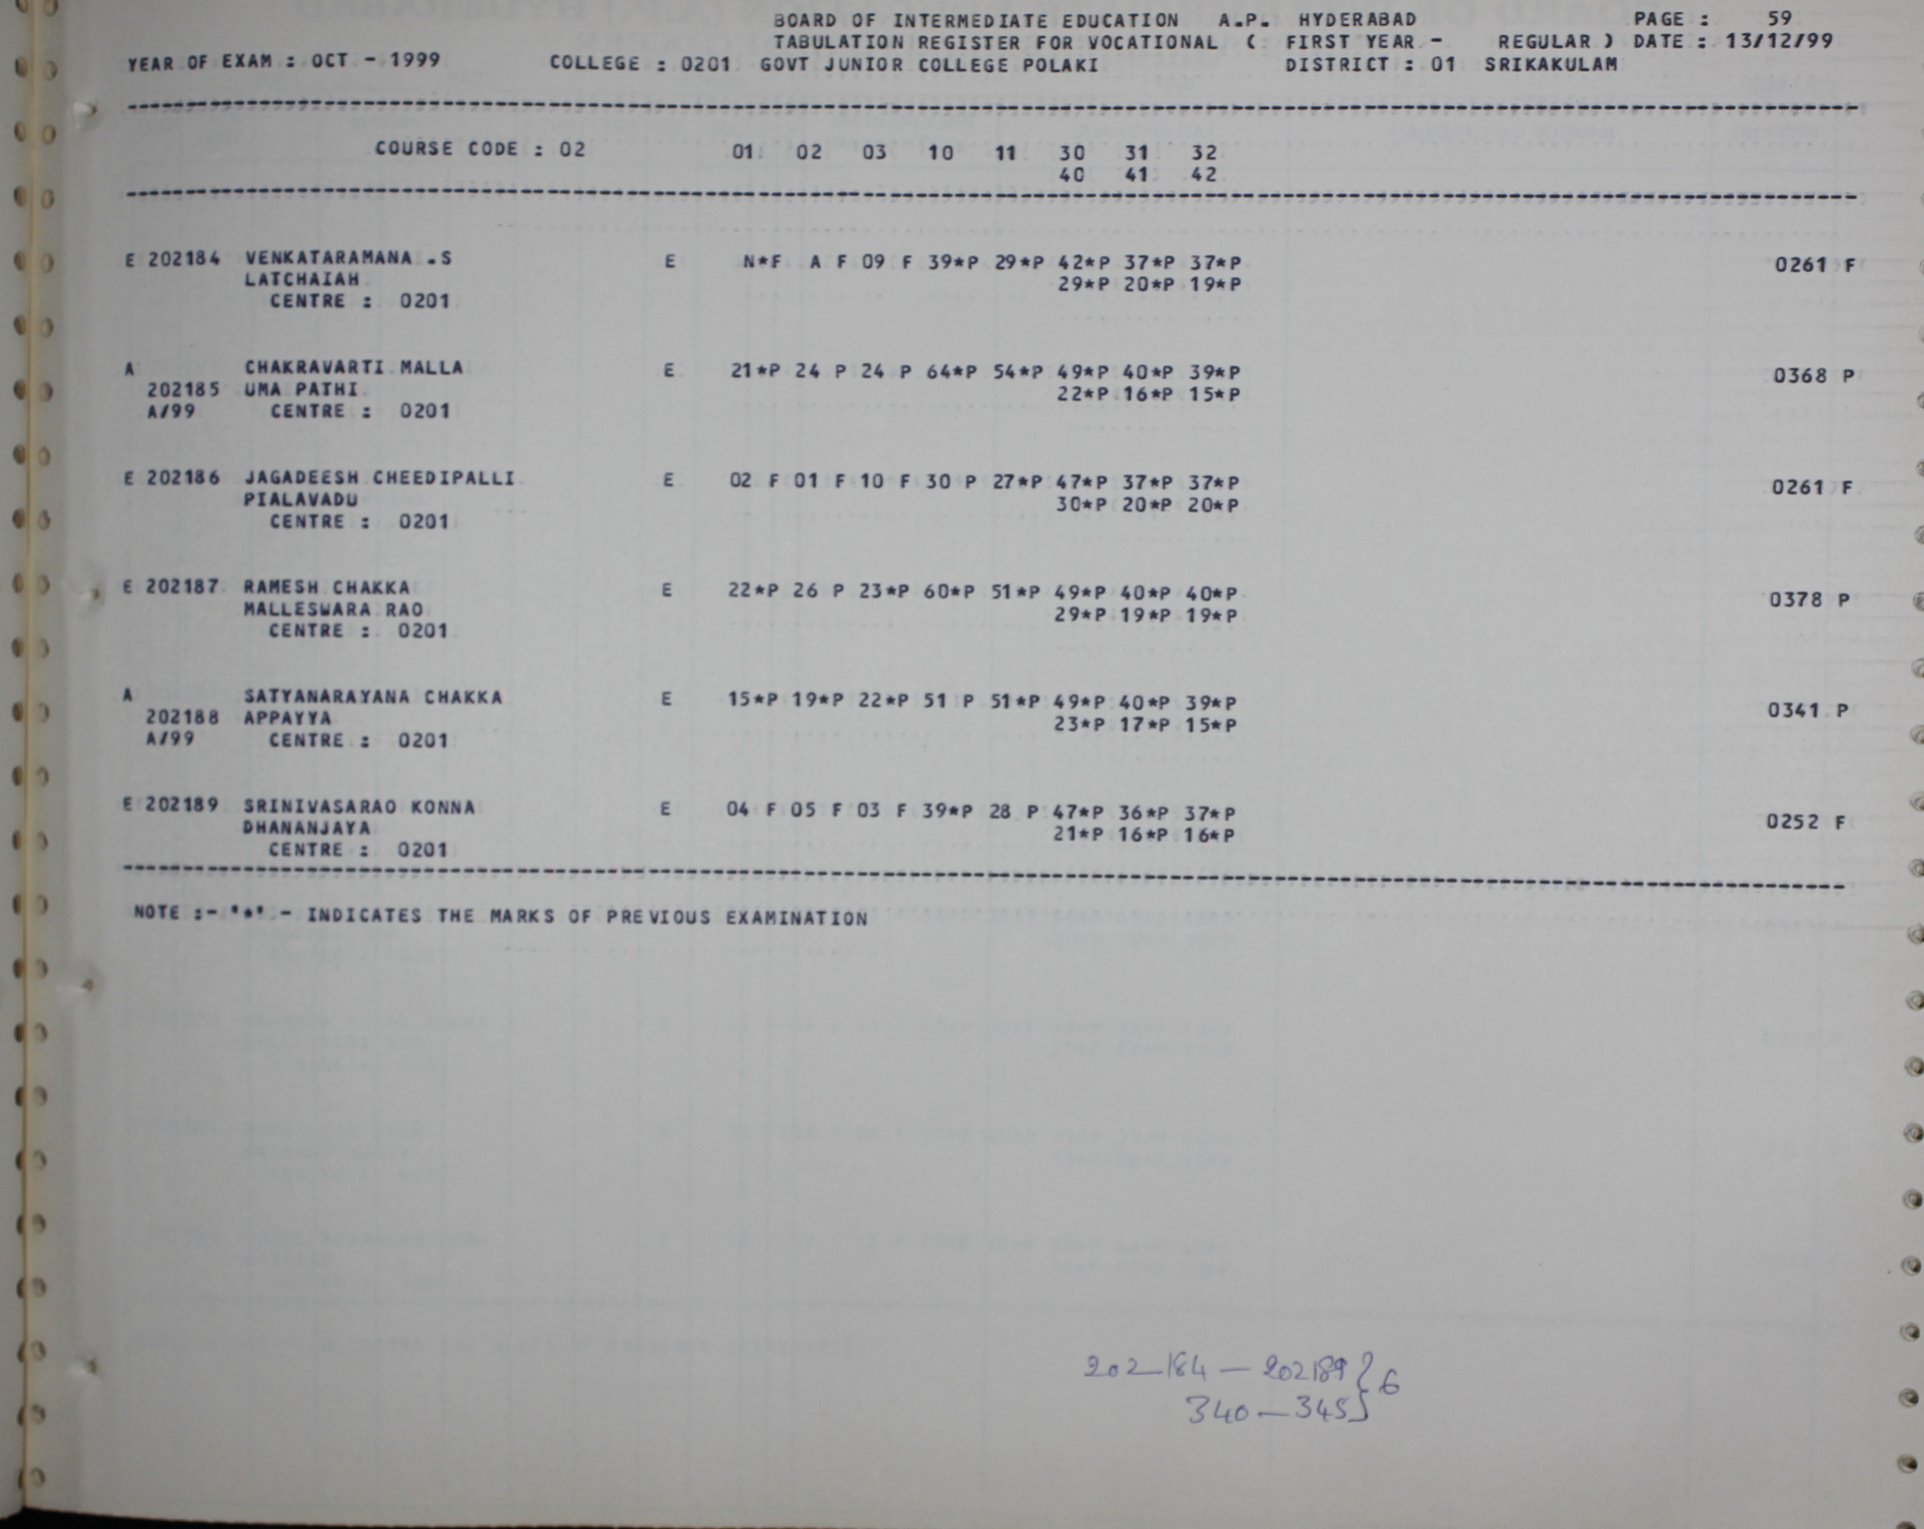 BOARD OF INTERMEDIATE EDUCATION A.P. HYDERABAD PAGE : 59
TABULATION REGISTER FOR VOCATIONAL ( FIRST YEAR - REGULAR ) DATE : 13/12/99
YEAR OF EXAM : OCT - 1999 COLLEGE : 0201 GOVT JUNIOR COLLEGE POLAKI DISTRICT : 01 SRIKAKULAM
COURSE CODE : 02 01 02 03 10 11 30 31 32
40 41 42
E 202184 VENKATARAMANA .S E N*F A F 09 F 39*P 29*P 42*P 37*P 37*P 0261 F
LATCHAIAH 29*P 20*P 19*P
CENTRE : 0201
A CHAKRAVARTI MALLA E 21*P 24 P 24 P 64*P 54*P 49*P 40*P 39*P 0368 P
202185 UMA PATHI 22*P 16*P 15*P
A/99 CENTRE : 0201
E 202186 JAGADEESH CHEEDIPALLI E 02 F 01 F 10 F 30 P 27*P 47*P 37*P 37*P 0261 F
PIALAVADU 30*P 20*P 20*P
CENTRE : 0201
E 202187 RAMESH CHAKKA E 22*P 26 P 23*P 60*P 51*P 49*P 40*P 40*P 0378 P
MALLESWARA RAO 29*P 19*P 19*P
CENTRE : 0201
A SATYANARAYANA CHAKKA E 15*P 19*P 22*P 51 P 51*P 49*P 40*P 39*P 0341 P
202188 APPAYYA 23*P 17*P 15*P
A/99 CENTRE : 0201
E 202189 SRINIVASARAO KONNA E 04 F 05 F 03 F 39*P 28 P 47*P 36*P 37*P 0252 F
DHANANJAYA 21*P 16*P 16*P
CENTRE : 0201
NOTE :- '*' - INDICATES THE MARKS OF PREVIOUS EXAMINATION
202184 — 202189 } 6
340 — 345